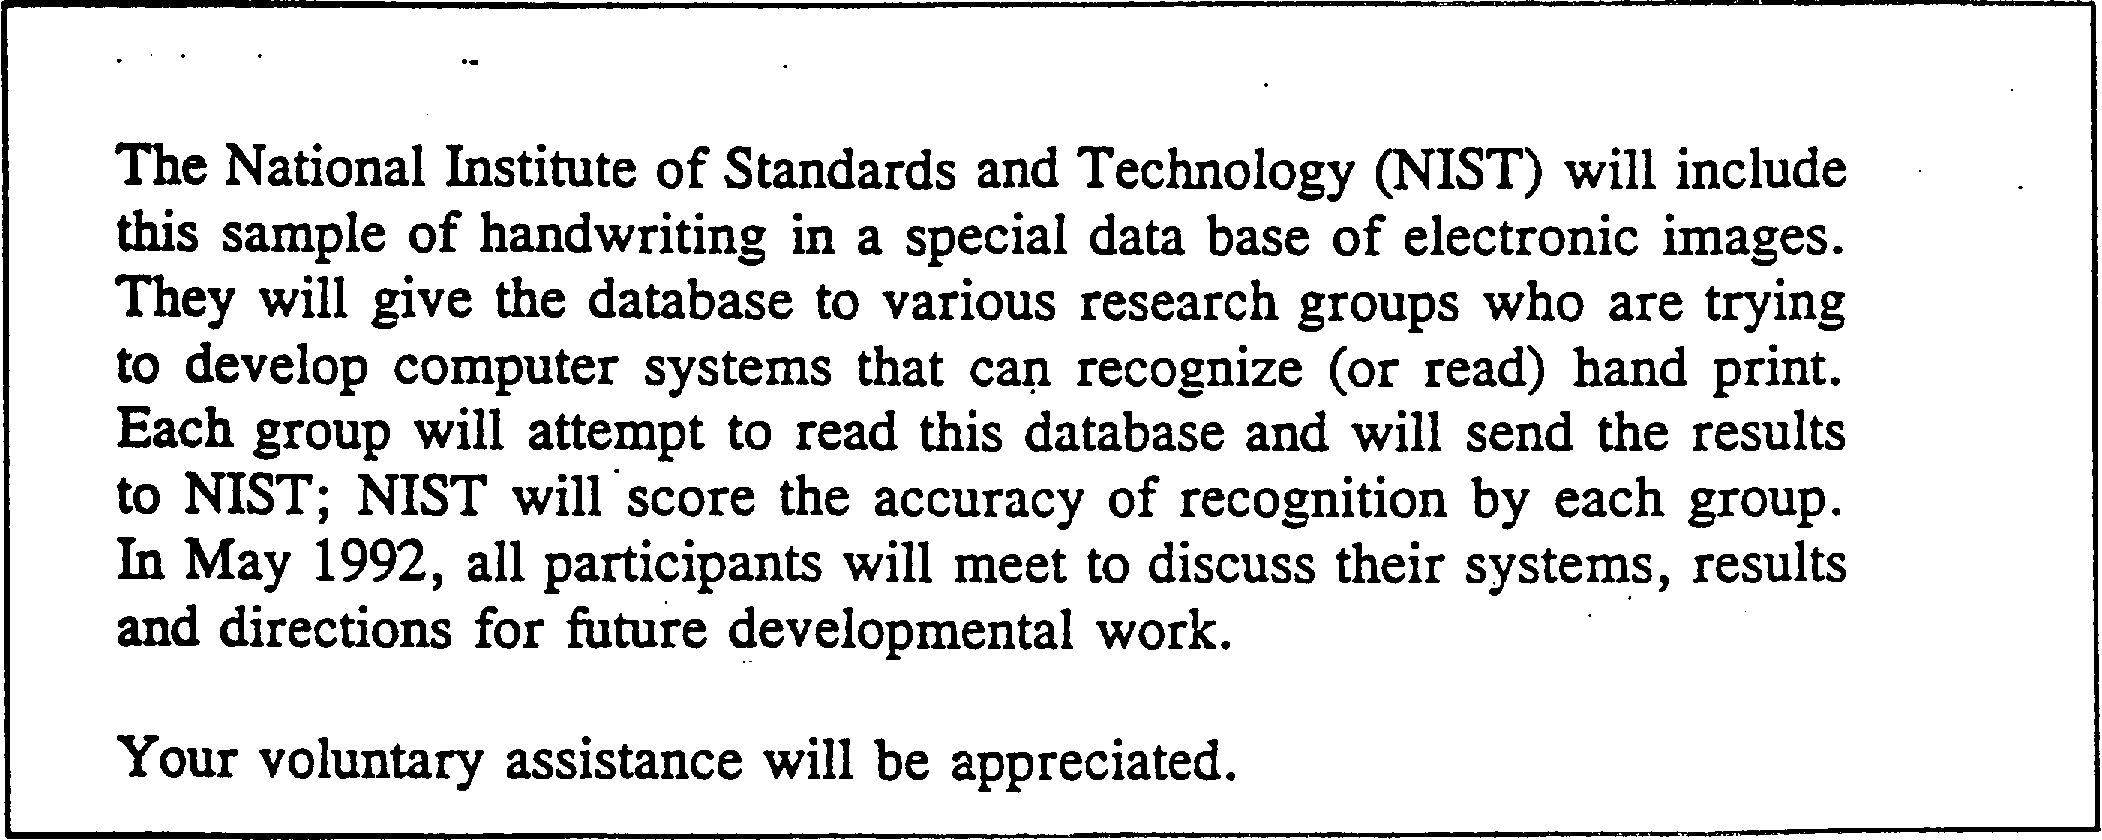 The National Institute of Standards and Technology (NIST) will include
this sample of handwriting in a special data base of electronic images.
They will give the database to various research groups who are trying
to develop computer systems that can recognize (or read) hand print.
Each group will attempt to read this database and will send the results
to NIST; NIST will score the accuracy of recognition by each group.
In May 1992, all participants will meet to discuss their systems, results
and directions for future developmental work.
Your voluntary assistance will be appreciated.